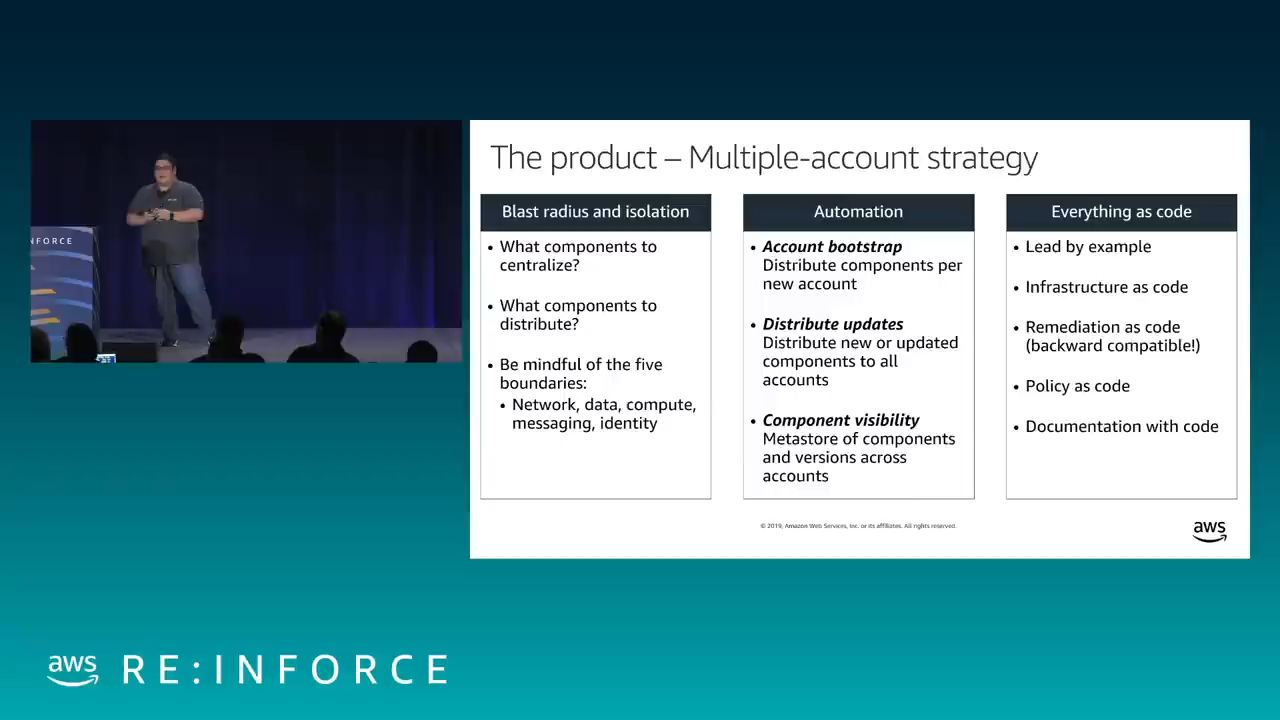 The product – Multiple-account strategy
Blast radius and isolation
• What components to
centralize?
• What components to
distribute?
• Be mindful of the five
boundaries:
• Network, data, compute,
messaging, identity
Automation
• Account bootstrap
Distribute components per
new account
• Distribute updates
Distribute new or updated
components to all
accounts
• Component visibility
Metastore of components
and versions across
accounts
Everything as code
• Lead by example
• Infrastructure as code
• Remediation as code
(backward compatible!)
• Policy as code
• Documentation with code
© 2019, Amazon Web Services, Inc. or its affiliates. All rights reserved.
aws
NFORCE
aws RE:INFORCE